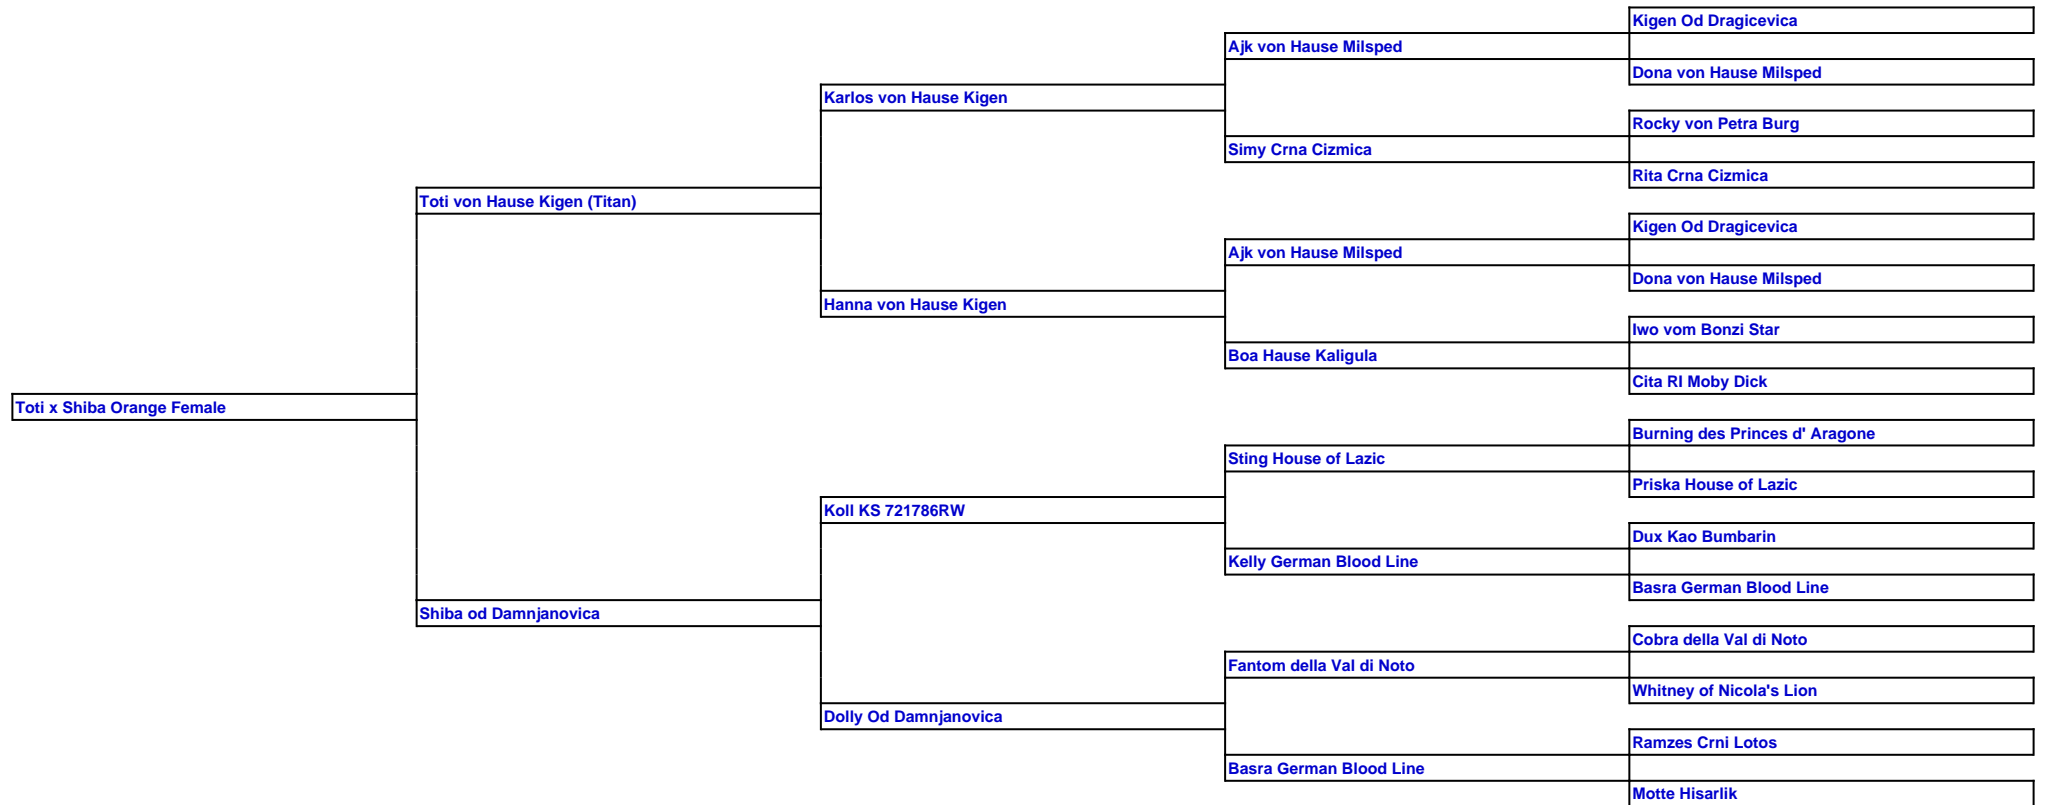 Kigen Od Dragicevica
Ajk von Hause Milsped
Dona von Hause Milsped
Karlos von Hause Kigen
Rocky von Petra Burg
Simy Crna Cizmica
Rita Crna Cizmica
Toti von Hause Kigen (Titan)
Kigen Od Dragicevica
Ajk von Hause Milsped
Dona von Hause Milsped
Hanna von Hause Kigen
Iwo vom Bonzi Star
Boa Hause Kaligula
Cita RI Moby Dick
Toti x Shiba Orange Female
Burning des Princes d' Aragone
Sting House of Lazic
Priska House of Lazic
Koll KS 721786RW
Dux Kao Bumbarin
Kelly German Blood Line
Basra German Blood Line
Shiba od Damnjanovica
Cobra della Val di Noto
Fantom della Val di Noto
Whitney of Nicola's Lion
Dolly Od Damnjanovica
Ramzes Crni Lotos
Basra German Blood Line
Motte Hisarlik